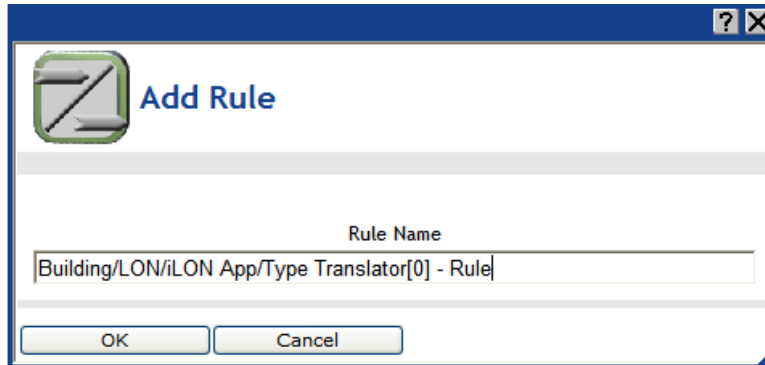 ?
Add Rule
Rule Name
Building/LON/iLON App/Type Translator[0] - Rule
OK
Cancel